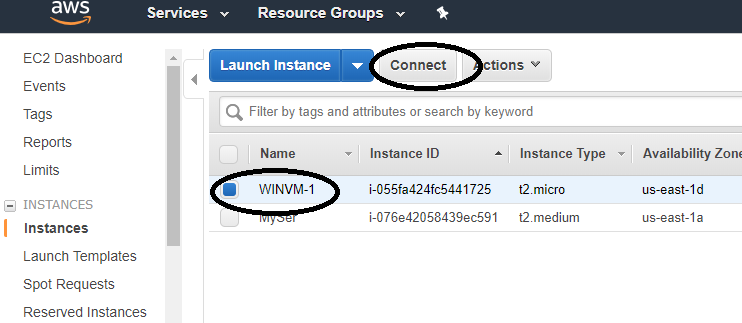 aws Services Resource Groups
EC2 Dashboard
Events
Tags
Reports
Limits
INSTANCES
Instances
Launch Templates
Spot Requests
Reserved Instances
Launch Instance Connect Actions
Filter by tags and attributes or search by keyword
Name Instance ID Instance Type Availability Zone
WINVM-1 i-055fa424fc5441725 t2.micro us-east-1d
MySer i-076e42058439ec591 t2.medium us-east-1a